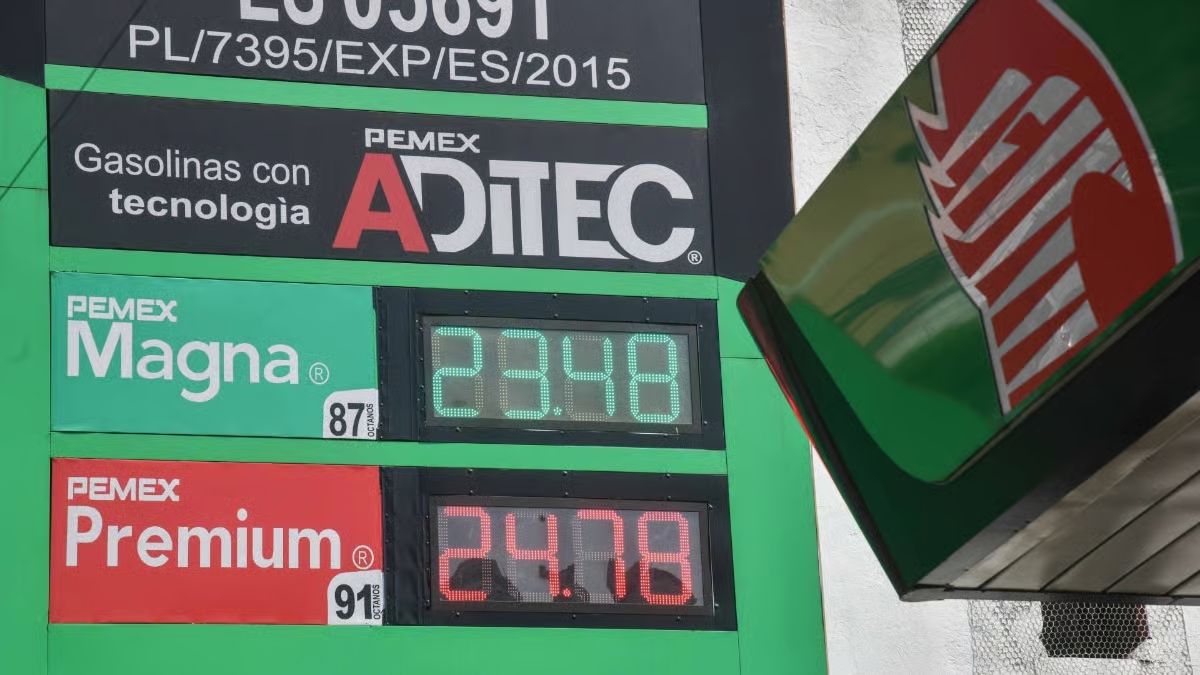 PL/7395/EXP/ES/2015
PEMEX
Gasolinas con
tecnologìa
ADITEC®
PEMEX
Magna®
87 OCTANOS
23.48
PEMEX
Premium®
91 OCTANOS
24.78